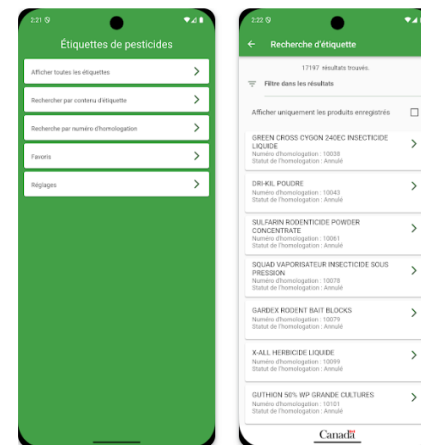 2:21
Étiquettes de pesticides
Afficher toutes les étiquettes
Rechercher par contenu d'étiquette
Recherche par numéro d'homologation
Favoris
Réglages
2:22
Recherche d'étiquette
17197 résultats trouvés.
Filtre dans les résultats
Afficher uniquement les produits enregistrés
GREEN CROSS CYGON 240EC INSECTICIDE
LIQUIDE
Numéro d'homologation : 10038
Statut de l'homologation : Annulé
DRI-KIL POUDRE
Numéro d'homologation : 10043
Statut de l'homologation : Annulé
SULFARIN RODENTICIDE POWDER
CONCENTRATE
Numéro d'homologation : 10061
Statut de l'homologation : Annulé
SQUAD VAPORISATEUR INSECTICIDE SOUS
PRESSION
Numéro d'homologation : 10078
Statut de l'homologation : Annulé
GARDEX RODENT BAIT BLOCKS
Numéro d'homologation : 10079
Statut de l'homologation : Annulé
X-ALL HERBICIDE LIQUIDE
Numéro d'homologation : 10099
Statut de l'homologation : Annulé
GUTHION 50% WP GRANDE CULTURES
Numéro d'homologation : 10101
Statut de l'homologation : Annulé
Canada